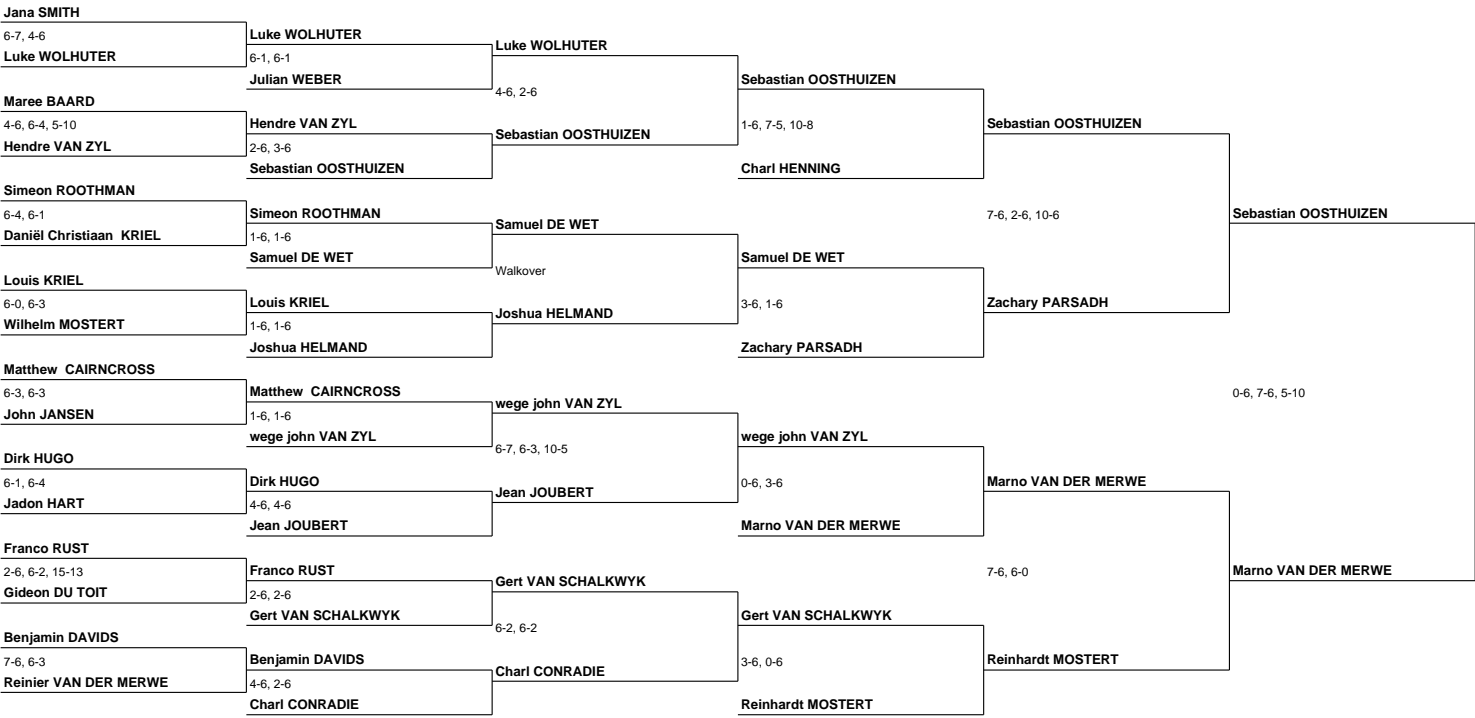 Jana SMITH
6-7, 4-6
Luke WOLHUTER
Maree BAARD
4-6, 6-4, 5-10
Hendre VAN ZYL
Simeon ROOTHMAN
6-4, 6-1
Daniël Christiaan  KRIEL
Louis KRIEL
6-0, 6-3
Wilhelm MOSTERT
Matthew  CAIRNCROSS
6-3, 6-3
John JANSEN
Dirk HUGO
6-1, 6-4
Jadon HART
Franco RUST
2-6, 6-2, 15-13
Gideon DU TOIT
Benjamin DAVIDS
7-6, 6-3
Reinier VAN DER MERWE
Luke WOLHUTER
6-1, 6-1
Julian WEBER
Hendre VAN ZYL
2-6, 3-6
Sebastian OOSTHUIZEN
Simeon ROOTHMAN
1-6, 1-6
Samuel DE WET
Louis KRIEL
1-6, 1-6
Joshua HELMAND
Matthew  CAIRNCROSS
1-6, 1-6
wege john VAN ZYL
Dirk HUGO
4-6, 4-6
Jean JOUBERT
Franco RUST
2-6, 2-6
Gert VAN SCHALKWYK
Benjamin DAVIDS
4-6, 2-6
Charl CONRADIE
Luke WOLHUTER
4-6, 2-6
Sebastian OOSTHUIZEN
Samuel DE WET
Walkover
Joshua HELMAND
wege john VAN ZYL
6-7, 6-3, 10-5
Jean JOUBERT
Gert VAN SCHALKWYK
6-2, 6-2
Charl CONRADIE
Sebastian OOSTHUIZEN
1-6, 7-5, 10-8
Charl HENNING
Samuel DE WET
3-6, 1-6
Zachary PARSADH
wege john VAN ZYL
0-6, 3-6
Marno VAN DER MERWE
Gert VAN SCHALKWYK
3-6, 0-6
Reinhardt MOSTERT
Sebastian OOSTHUIZEN
7-6, 2-6, 10-6
Zachary PARSADH
Marno VAN DER MERWE
7-6, 6-0
Reinhardt MOSTERT
Sebastian OOSTHUIZEN
0-6, 7-6, 5-10
Marno VAN DER MERWE